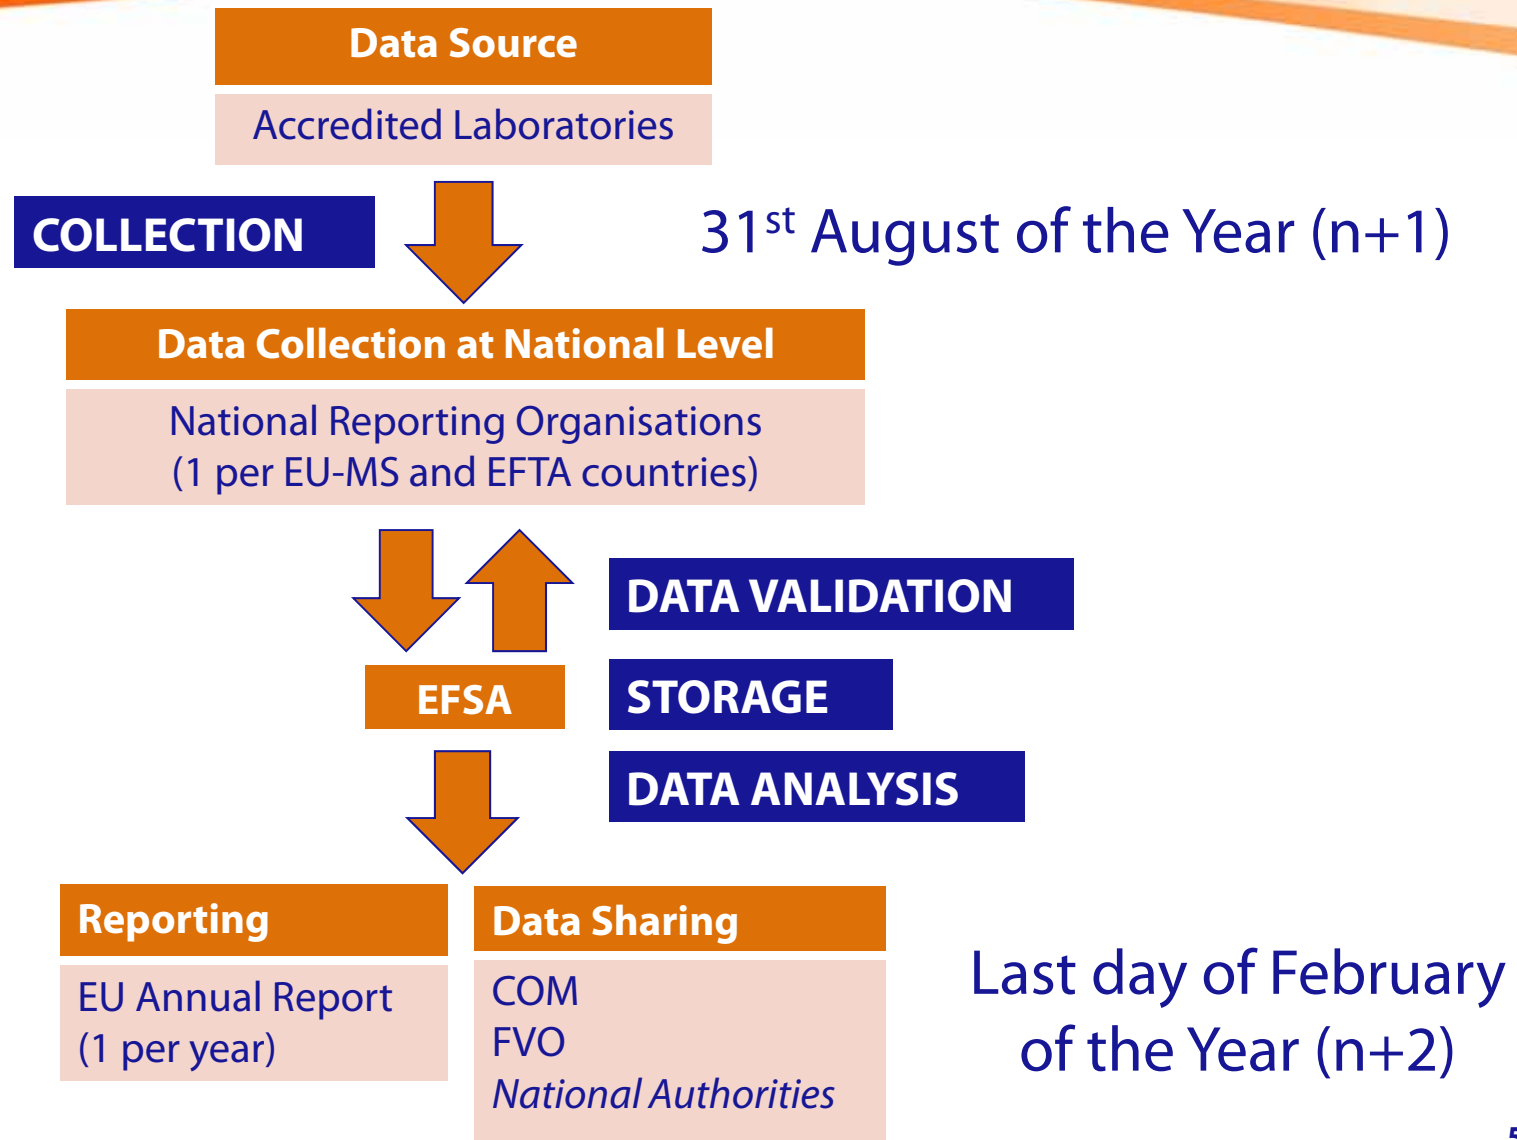 Data Source
Accredited Laboratories
COLLECTION
31st August of the Year (n+1)
Data Collection at National Level
National Reporting Organisations
(1 per EU-MS and EFTA countries)
DATA VALIDATION
EFSA
STORAGE
DATA ANALYSIS
Reporting
EU Annual Report
(1 per year)
Data Sharing
COM
FVO
National Authorities
Last day of February
of the Year (n+2)